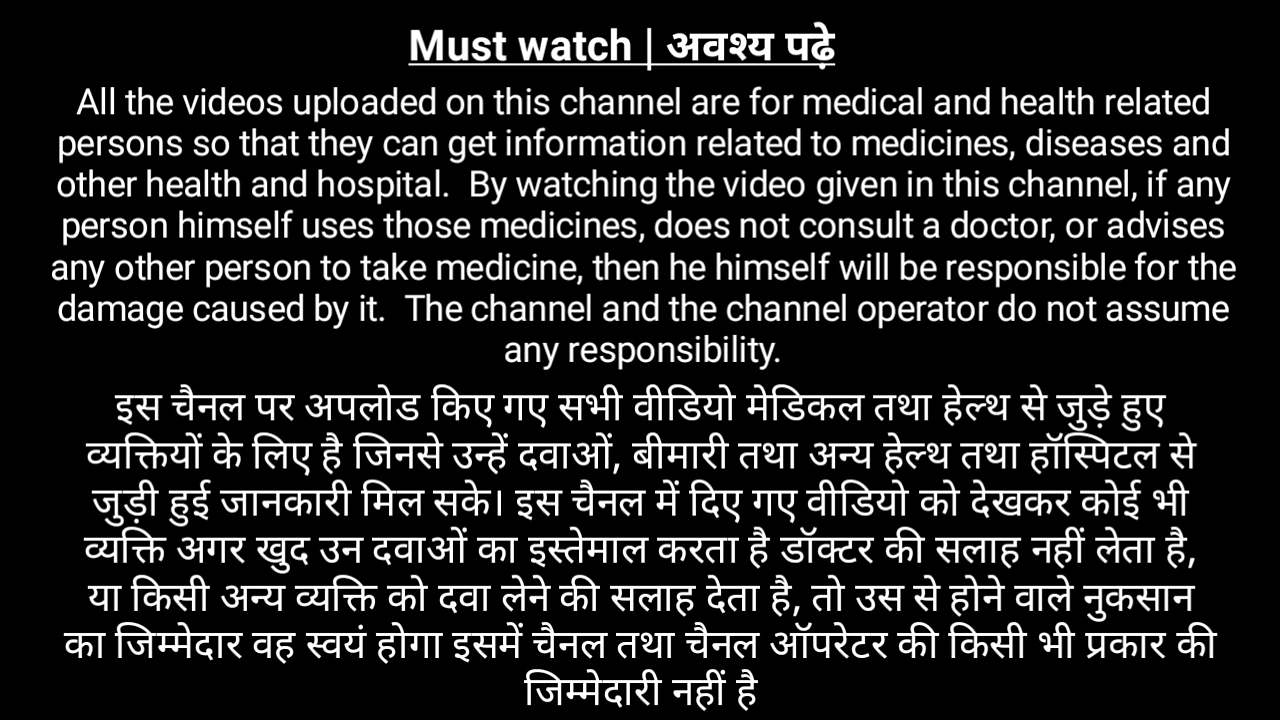 Must watch | अवश्य पढ़े
All the videos uploaded on this channel are for medical and health related
persons so that they can get information related to medicines, diseases and
other health and hospital.  By watching the video given in this channel, if any
person himself uses those medicines, does not consult a doctor, or advises
any other person to take medicine, then he himself will be responsible for the
damage caused by it.  The channel and the channel operator do not assume
any responsibility.
इस चैनल पर अपलोड किए गए सभी वीडियो मेडिकल तथा हेल्थ से जुड़े हुए
व्यक्तियों के लिए है जिनसे उन्हें दवाओं, बीमारी तथा अन्य हेल्थ तथा हॉस्पिटल से
जुड़ी हुई जानकारी मिल सके। इस चैनल में दिए गए वीडियो को देखकर कोई भी
व्यक्ति अगर खुद उन दवाओं का इस्तेमाल करता है डॉक्टर की सलाह नहीं लेता है,
या किसी अन्य व्यक्ति को दवा लेने की सलाह देता है, तो उस से होने वाले नुकसान
का जिम्मेदार वह स्वयं होगा इसमें चैनल तथा चैनल ऑपरेटर की किसी भी प्रकार की
जिम्मेदारी नहीं है